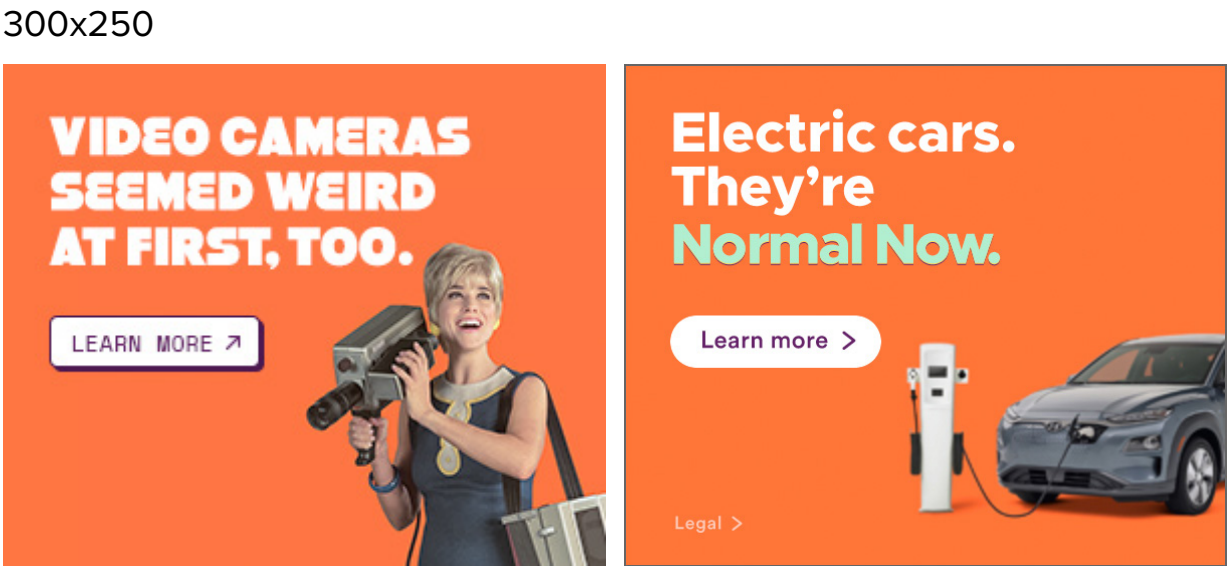 300x250
VIDEO CAMERAS
SEEMED WEIRD
AT FIRST, TOO.
LEARN MORE
Electric cars.
They’re
Normal Now.
Learn more
Legal